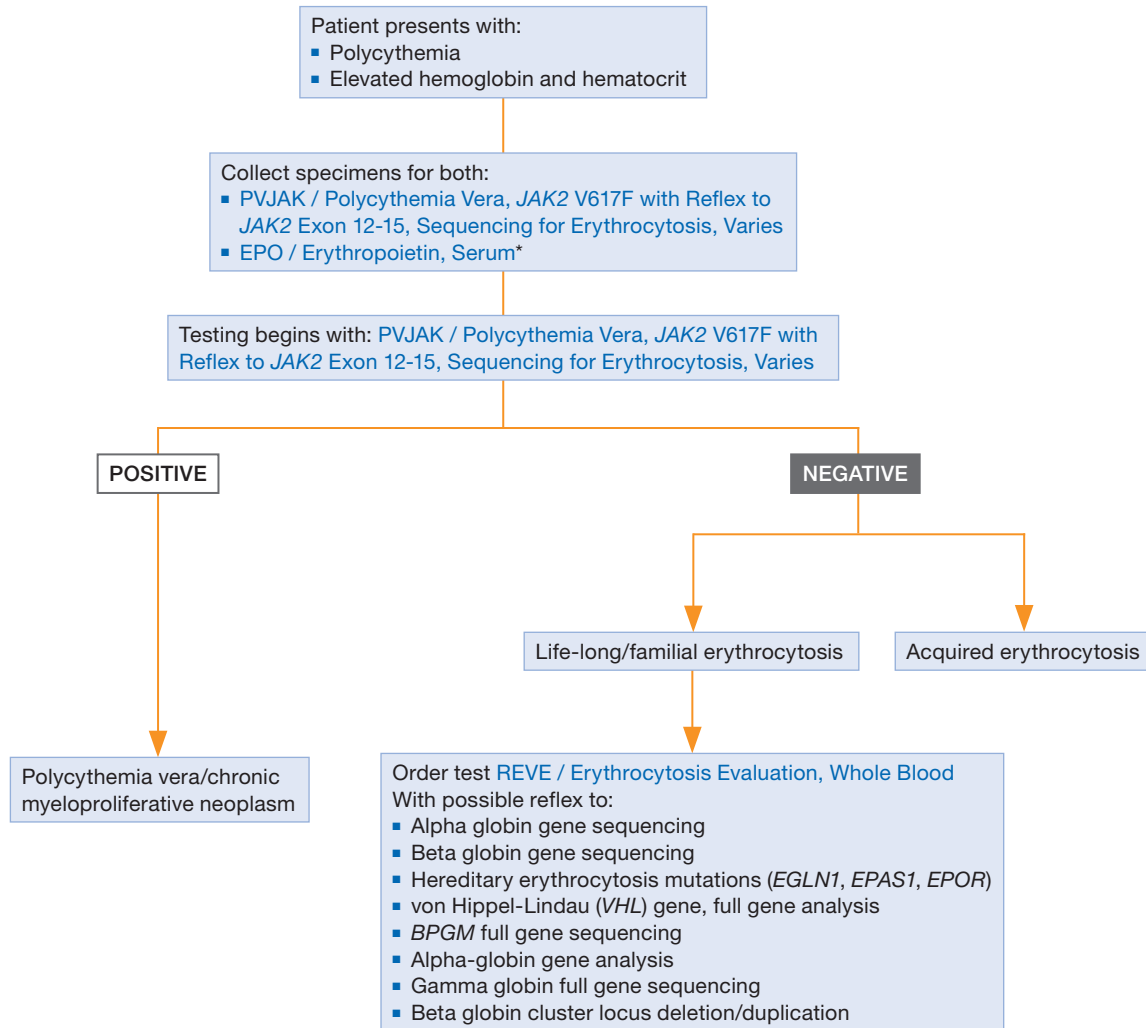 Patient presents with:
▪ Polycythemia
▪ Elevated hemoglobin and hematocrit
Collect specimens for both:
▪ PVJAK / Polycythemia Vera, JAK2 V617F with Reflex to
JAK2 Exon 12-15, Sequencing for Erythrocytosis, Varies
▪ EPO / Erythropoietin, Serum*
Testing begins with: PVJAK / Polycythemia Vera, JAK2 V617F with
Reflex to JAK2 Exon 12-15, Sequencing for Erythrocytosis, Varies
POSITIVE
NEGATIVE
Life-long/familial erythrocytosis
Acquired erythrocytosis
Polycythemia vera/chronic
myeloproliferative neoplasm
Order test REVE / Erythrocytosis Evaluation, Whole Blood
With possible reflex to:
▪ Alpha globin gene sequencing
▪ Beta globin gene sequencing
▪ Hereditary erythrocytosis mutations (EGLN1, EPAS1, EPOR)
▪ von Hippel-Lindau (VHL) gene, full gene analysis
▪ BPGM full gene sequencing
▪ Alpha-globin gene analysis
▪ Gamma globin full gene sequencing
▪ Beta globin cluster locus deletion/duplication